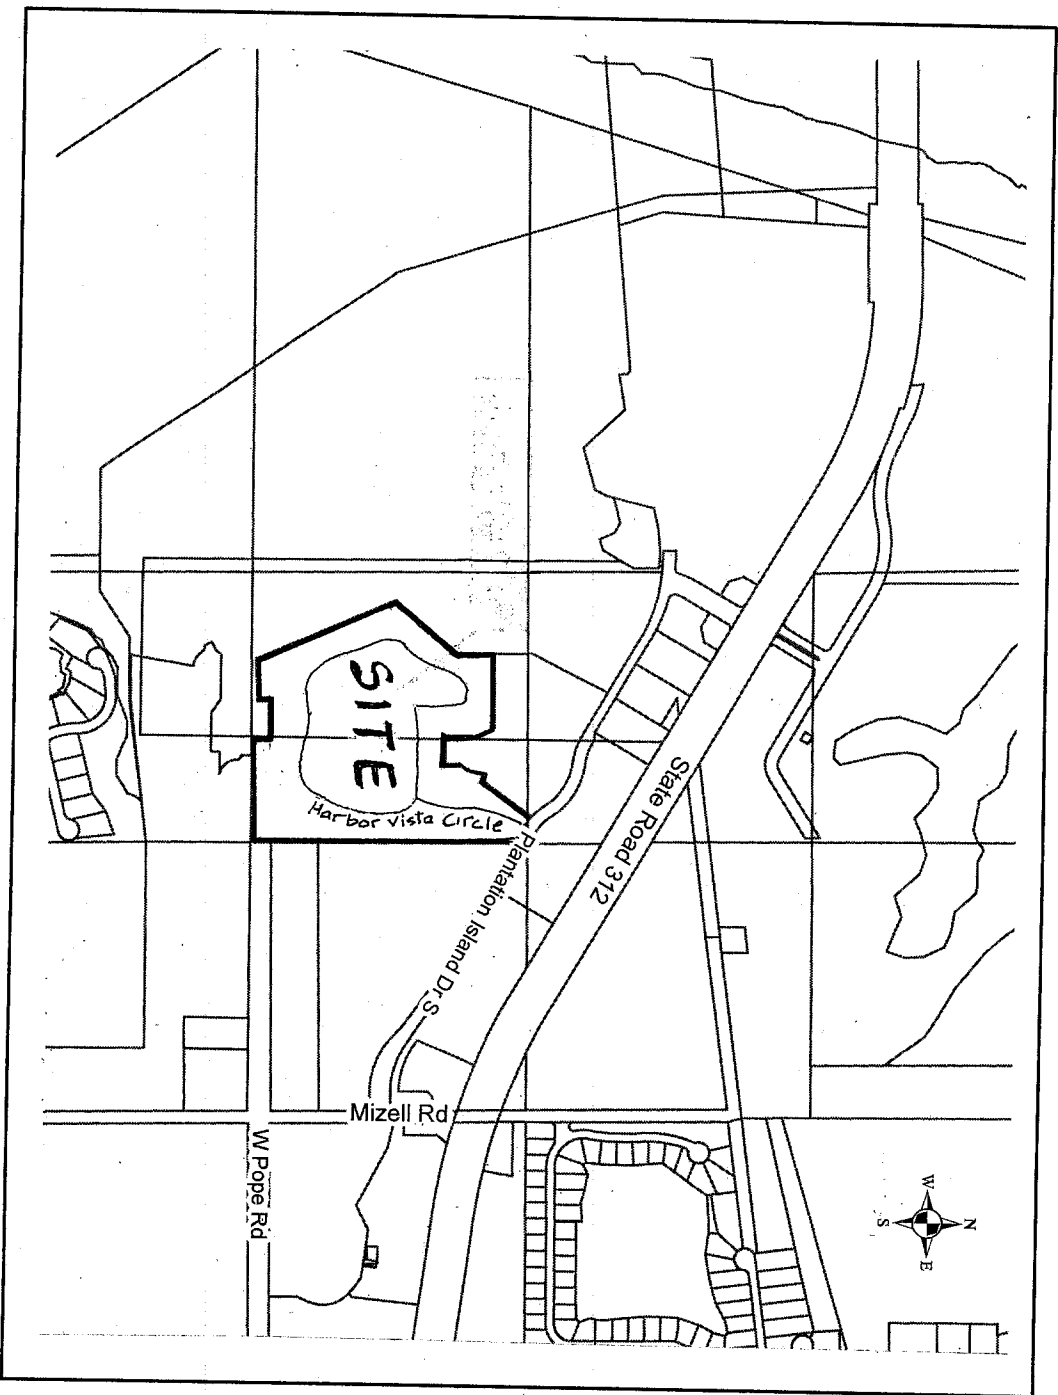 SITE
Harbor Vista Circle
Plantation Island Dr S
State Road 312
Mizell Rd
W Pope Rd
N
W
E
S